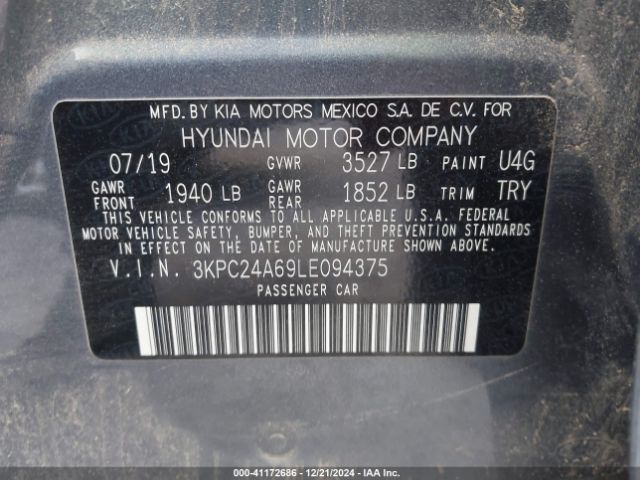 MFD. BY KIA MOTORS MEXICO S.A. DE C.V. FOR
HYUNDAI MOTOR COMPANY
07/19 GVWR 3527 LB PAINT U4G
GAWR FRONT 1940 LB GAWR REAR 1852 LB TRIM TRY
THIS VEHICLE CONFORMS TO ALL APPLICABLE U.S.A. FEDERAL
MOTOR VEHICLE SAFETY, BUMPER, AND THEFT PREVENTION
STANDARDS IN EFFECT ON THE DATE OF MANUFACTURE SHOWN ABOVE.
V.I.N. 3KPC24A69LE094375
PASSENGER CAR
000-41172686 - 12/21/2024 - IAA Inc.